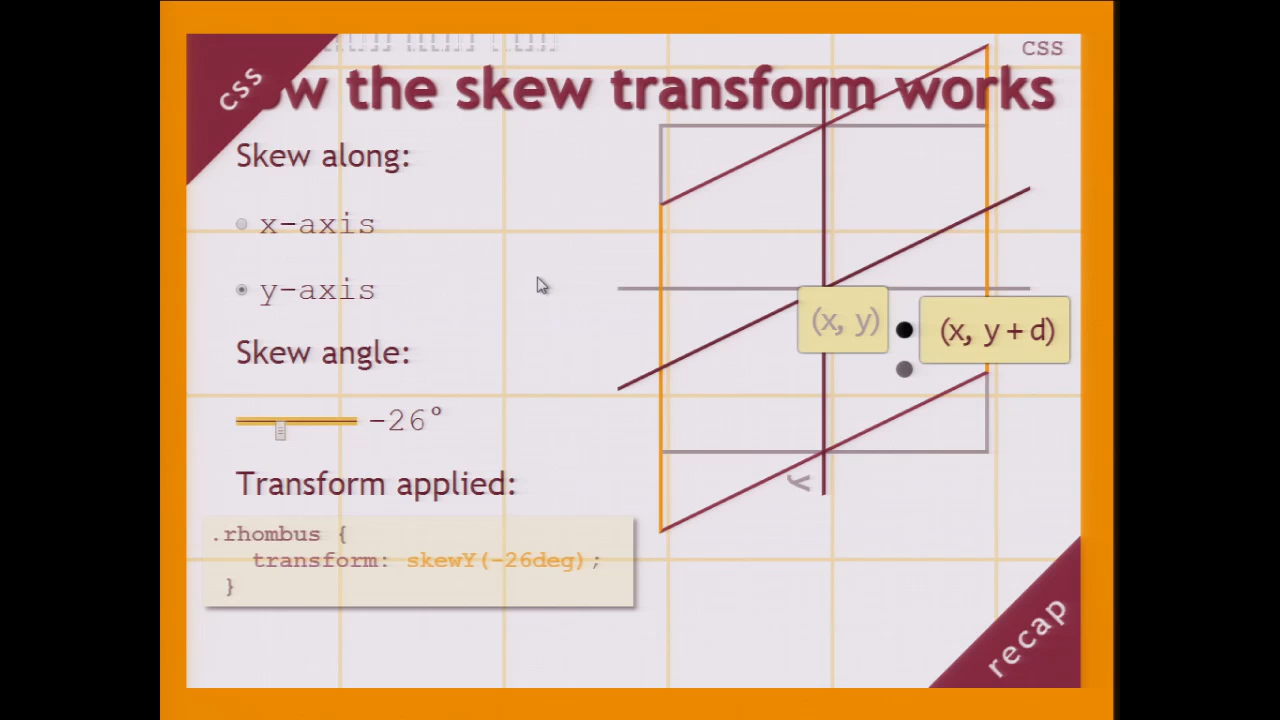 css
CSS
ow the skew transform works
Skew along:
x-axis
y-axis
Skew angle:
-26°
Transform applied:
.rhombus {
transform: skewY(-26deg);
}
(x, y)
(x, y + d)
y
recap